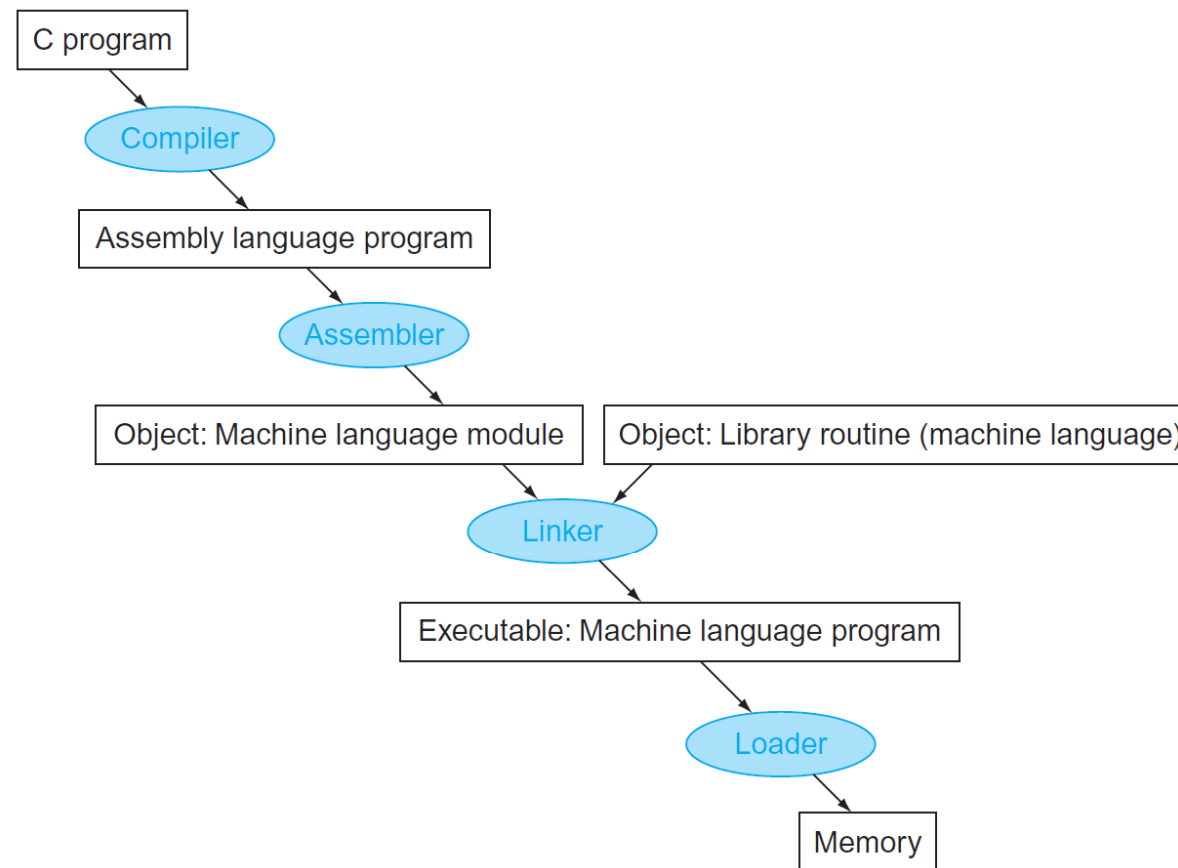 C program
Compiler
Assembly language program
Assembler
Object: Machine language module
Object: Library routine (machine language)
Linker
Executable: Machine language program
Loader
Memory